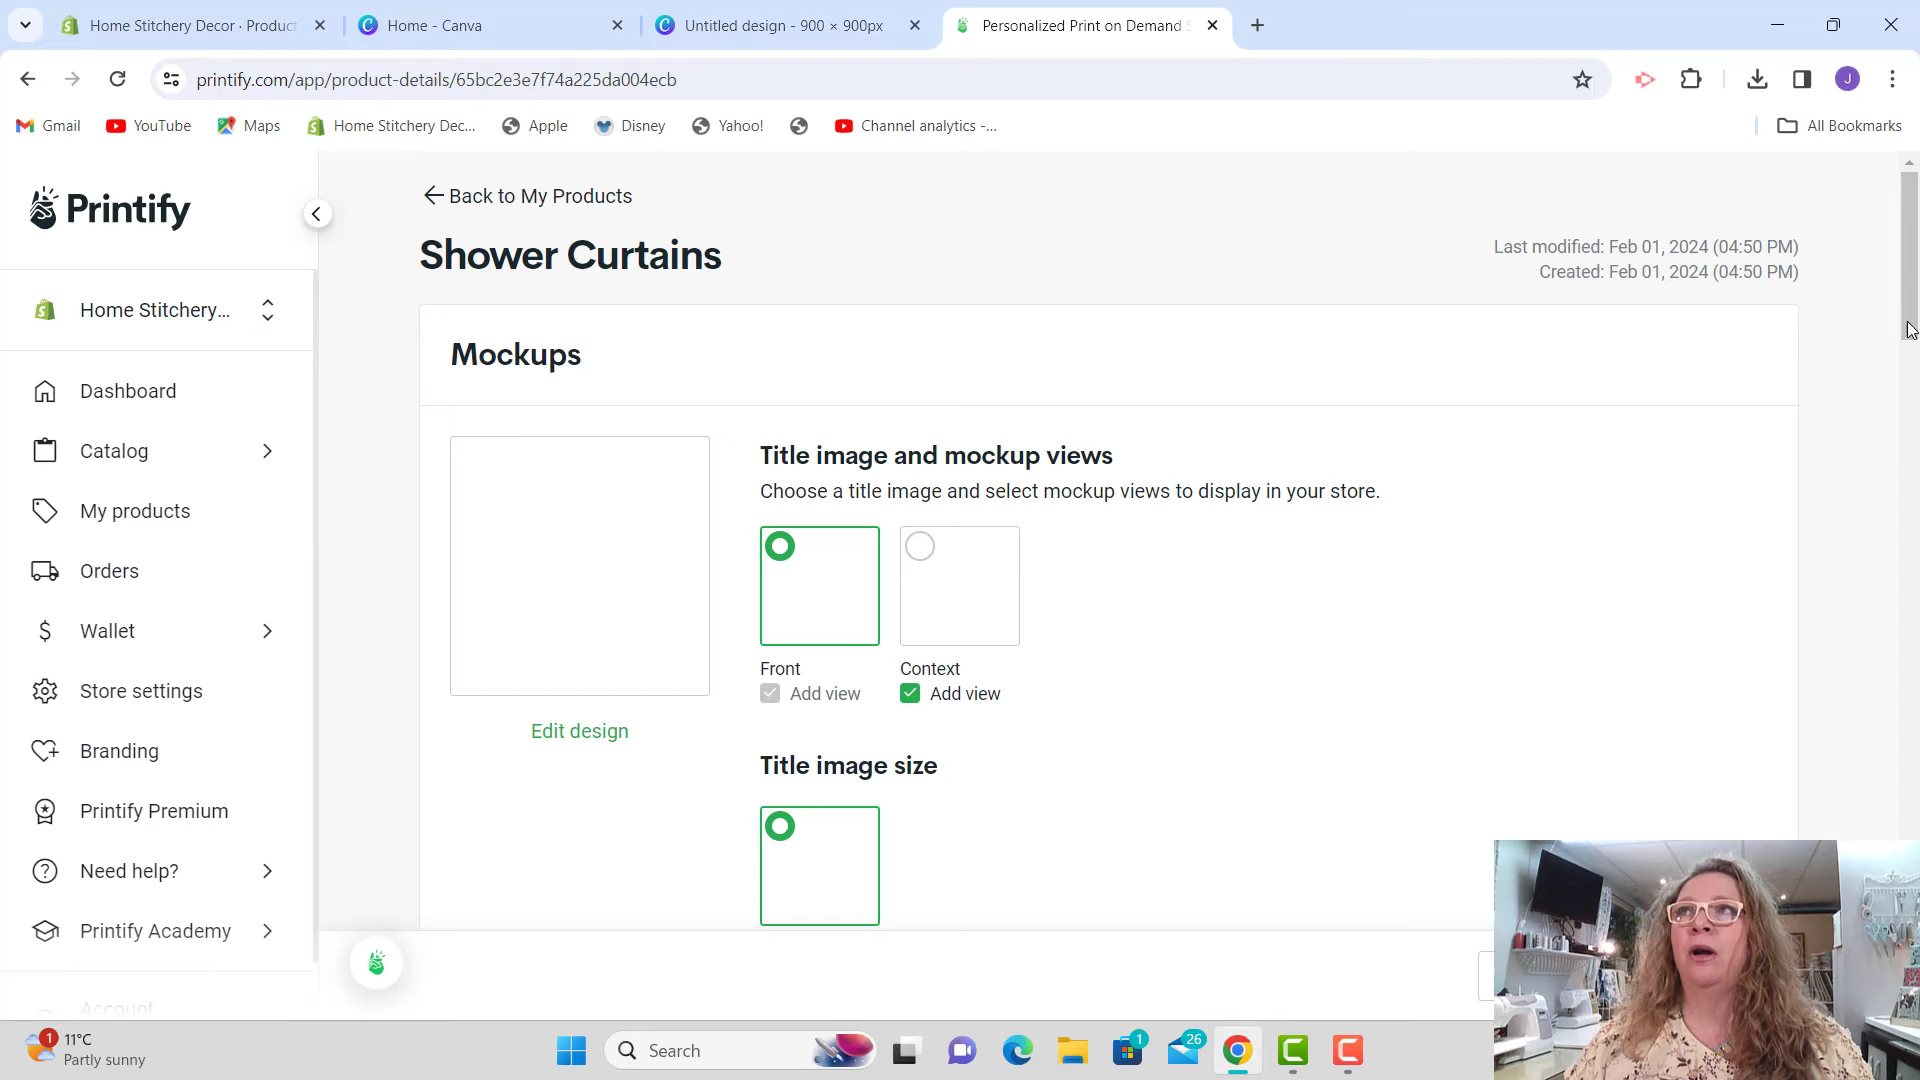 Home Stitchery Decor · Product
Home - Canva
Untitled design - 900 × 900px
Personalized Print on Demand S
printify.com/app/product-details/65bc2e3e7f74a225da004ecb
J
Gmail
YouTube
Maps
Home Stitchery Dec...
Apple
Disney
Yahoo!
Channel analytics -...
All Bookmarks
Printify
Home Stitchery...
Dashboard
Catalog
My products
Orders
Wallet
Store settings
Branding
Printify Premium
Need help?
Printify Academy
Account
Back to My Products
Shower Curtains
Last modified: Feb 01, 2024 (04:50 PM)
Created: Feb 01, 2024 (04:50 PM)
Mockups
Title image and mockup views
Choose a title image and select mockup views to display in your store.
Front
Add view
Context
Add view
Edit design
Title image size
1
11°C
Partly sunny
Search
1
26